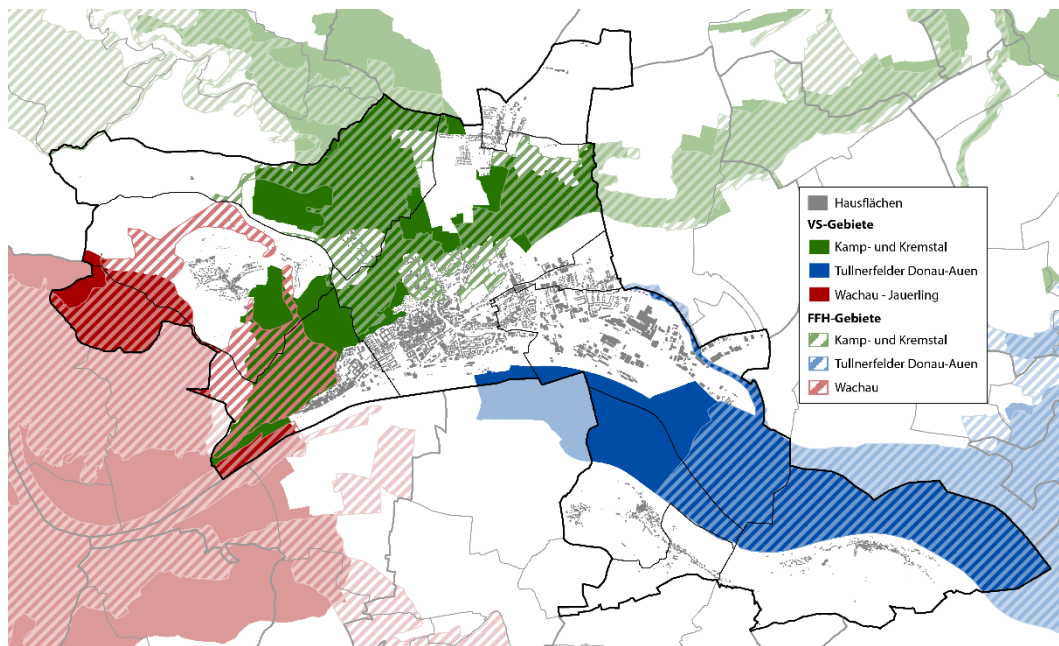 Hausflächen
VS-Gebiete
Kamp- und Kremstal
Tullnerfelder Donau-Auen
Wachau - Jauerling
FFH-Gebiete
Kamp- und Kremstal
Tullnerfelder Donau-Auen
Wachau